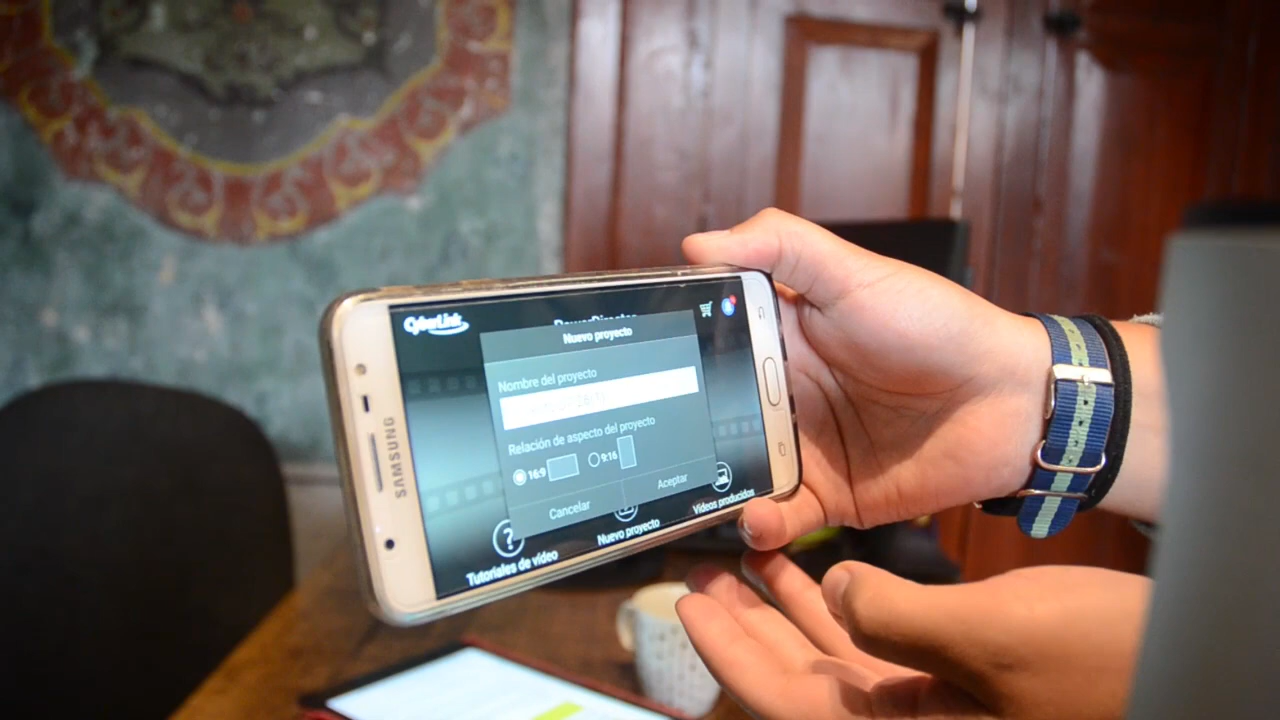 SAMSUNG
CyberLink
PowerDirector
Nuevo proyecto
Nombre del proyecto
Relación de aspecto del proyecto
16:9
9:16
Cancelar
Aceptar
Tutoriales de vídeo
Nuevo proyecto
Vídeos producidos